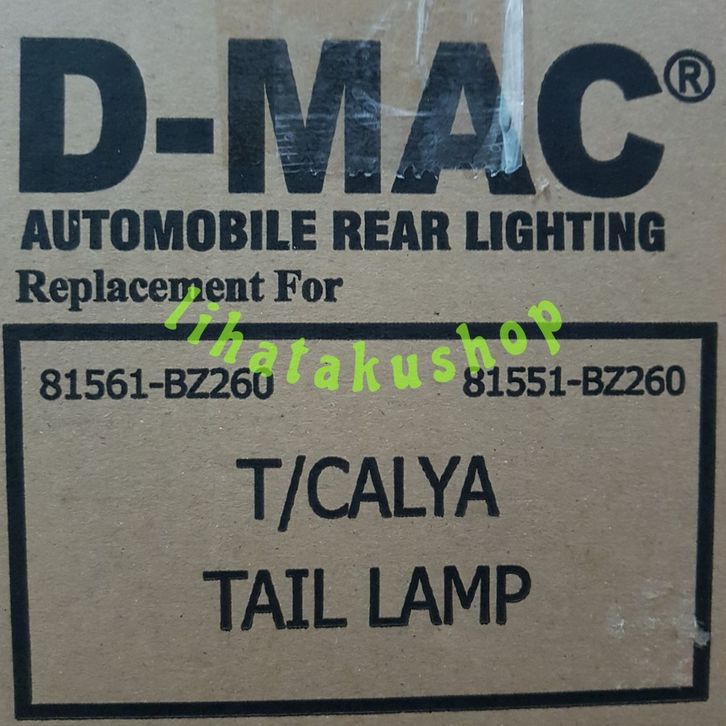 D-MAC®
AUTOMOBILE REAR LIGHTING
Replacement For
lihatakushop
81561-BZ260 81551-BZ260
T/CALYA
TAIL LAMP